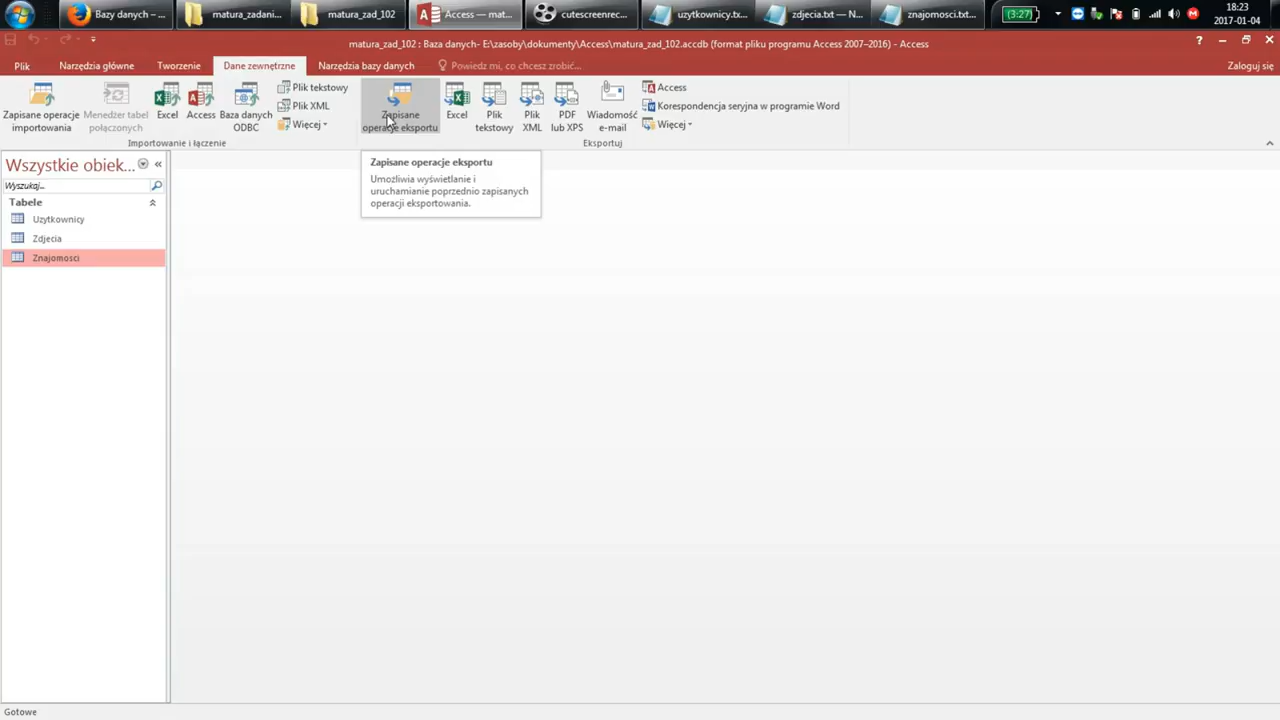 Bazy danych – ...
matura_zadani...
matura_zad_102
Access — mat...
cutescreenrec...
uzytkownicy.tx...
zdjecia.txt — N...
znajomosci.txt...
(3:27)
18:23
2017-01-04
matura_zad_102 : Baza danych- E:\zasoby\dokumenty\Access\matura_zad_102.accdb (format pliku programu Access 2007–2016) - Access
Plik
Narzędzia główne
Tworzenie
Dane zewnętrzne
Narzędzia bazy danych
Powiedz mi, co chcesz zrobić...
Zaloguj się
Zapisane operacje
importowania
Menedżer tabel
połączonych
Excel
Access
Baza danych
ODBC
Plik tekstowy
Plik XML
Więcej
Importowanie i łączenie
Zapisane
operacje eksportu
Excel
Plik
tekstowy
Plik
XML
PDF
lub XPS
Wiadomość
e-mail
Access
Korespondencja seryjna w programie Word
Więcej
Eksportuj
Wszystkie obiek...
Wyszukaj...
Tabele
Uzytkownicy
Zdjecia
Znajomosci
Zapisane operacje eksportu
Umożliwia wyświetlanie i
uruchamianie poprzednio zapisanych
operacji eksportowania.
Gotowe